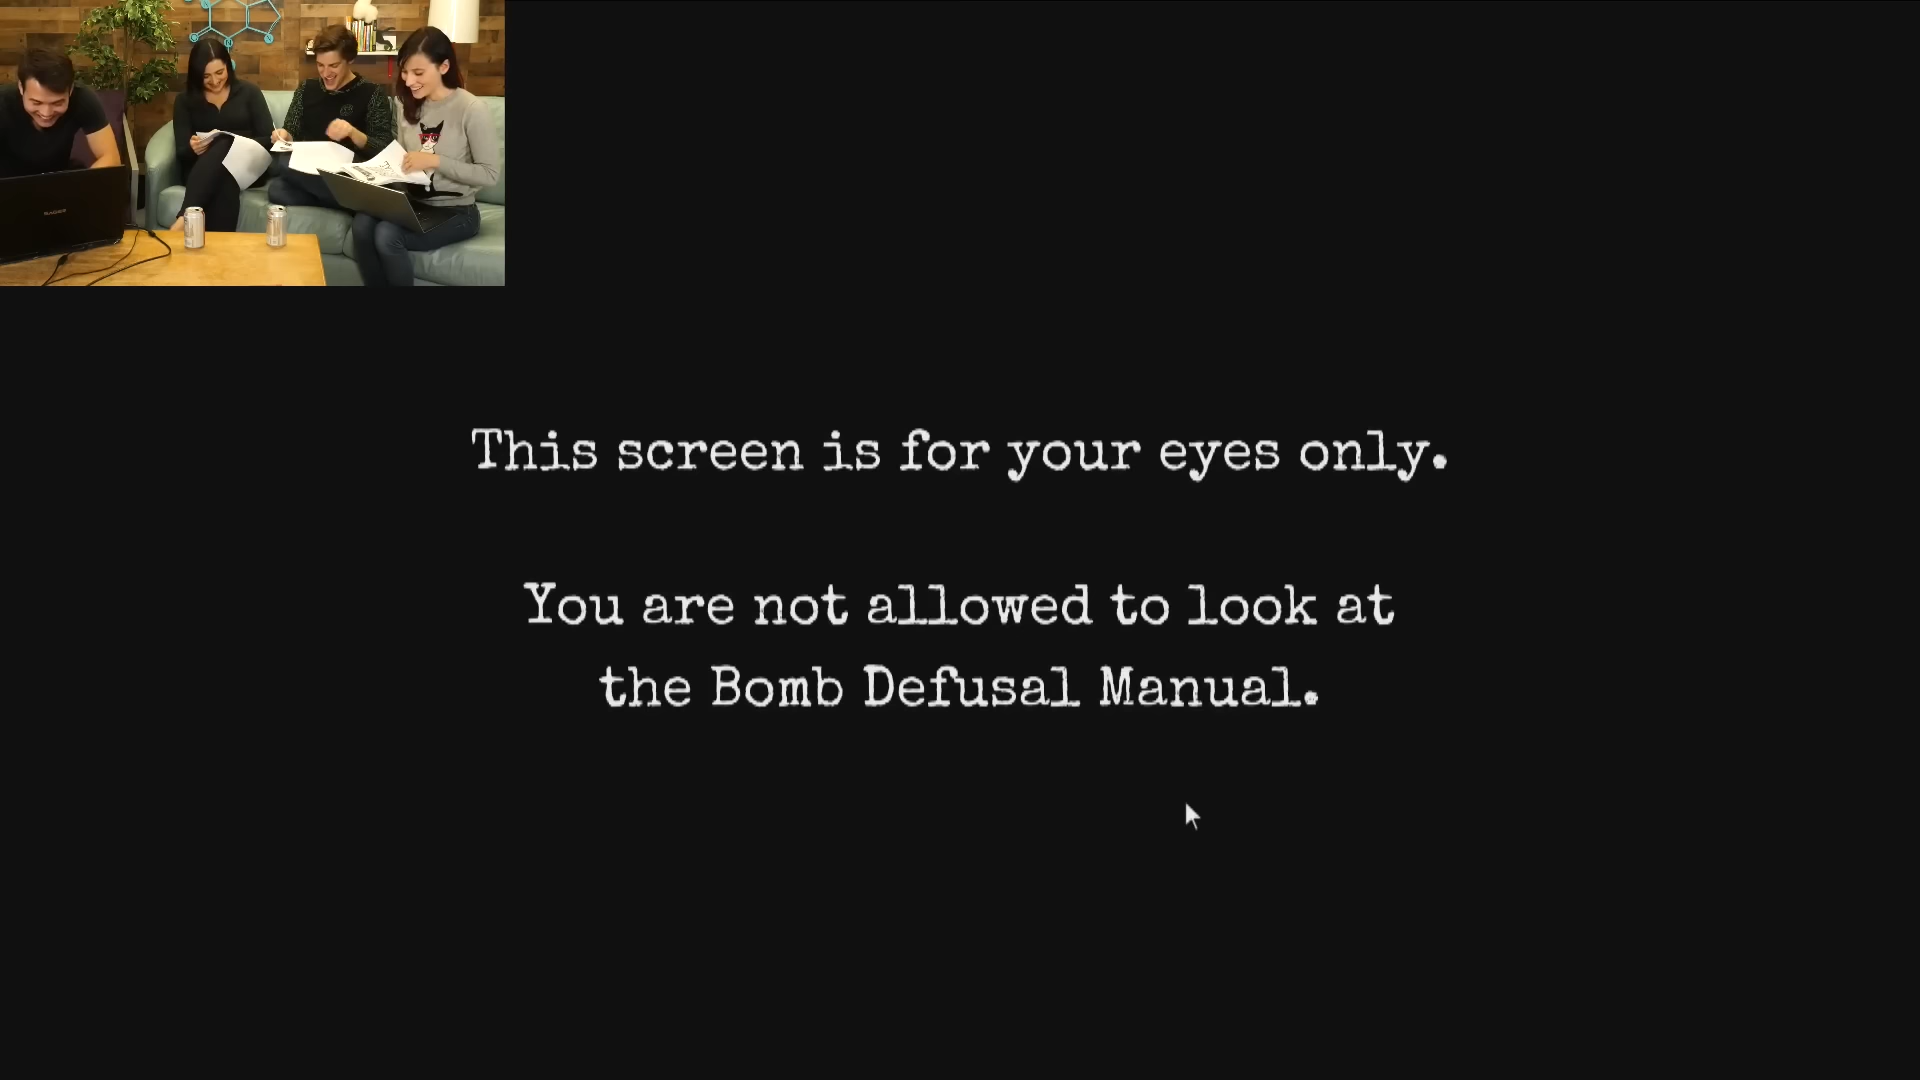 This screen is for your eyes only.
You are not allowed to look at
the Bomb Defusal Manual.